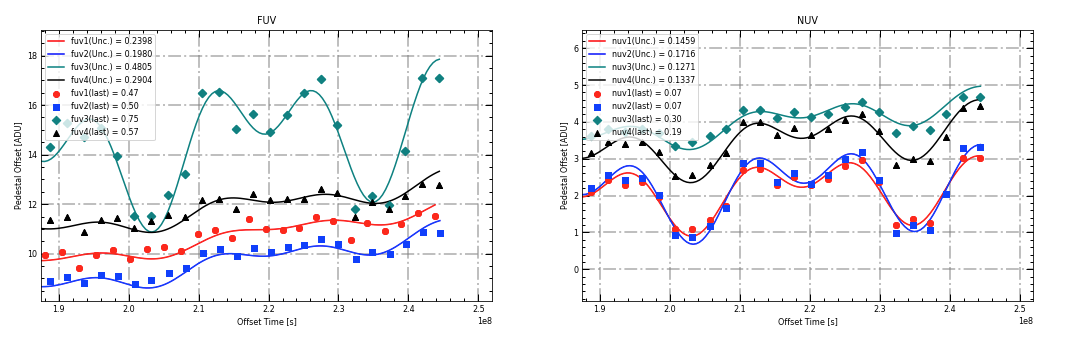 FUV
fuv1(Unc.) = 0.2398
fuv2(Unc.) = 0.1980
fuv3(Unc.) = 0.4805
fuv4(Unc.) = 0.2904
fuv1(last) = 0.47
fuv2(last) = 0.50
fuv3(last) = 0.75
fuv4(last) = 0.57
Pedestal Offset [ADU]
18
16
14
12
10
1.9
2.0
2.1
2.2
2.3
2.4
2.5
1e8
Offset Time [s]
NUV
nuv1(Unc.) = 0.1459
nuv2(Unc.) = 0.1716
nuv3(Unc.) = 0.1271
nuv4(Unc.) = 0.1337
nuv1(last) = 0.07
nuv2(last) = 0.07
nuv3(last) = 0.30
nuv4(last) = 0.19
Pedestal Offset [ADU]
6
5
4
3
2
1
0
1.9
2.0
2.1
2.2
2.3
2.4
2.5
1e8
Offset Time [s]